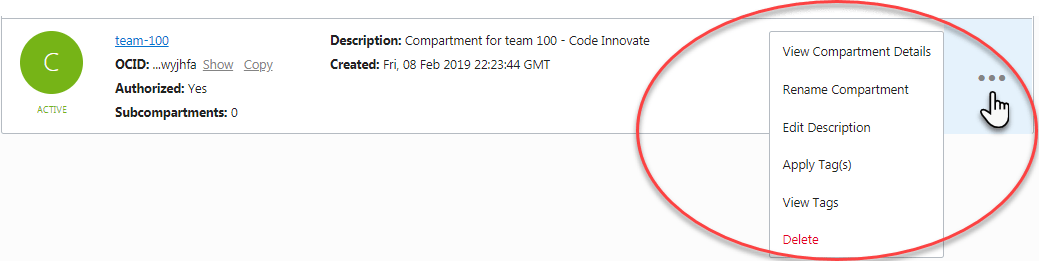 C
ACTIVE
team-100
OCID: ...wyjhfa Show Copy
Authorized: Yes
Subcompartments: 0
Description: Compartment for team 100 - Code Innovate
Created: Fri, 08 Feb 2019 22:23:44 GMT
View Compartment Details
Rename Compartment
Edit Description
Apply Tag(s)
View Tags
Delete